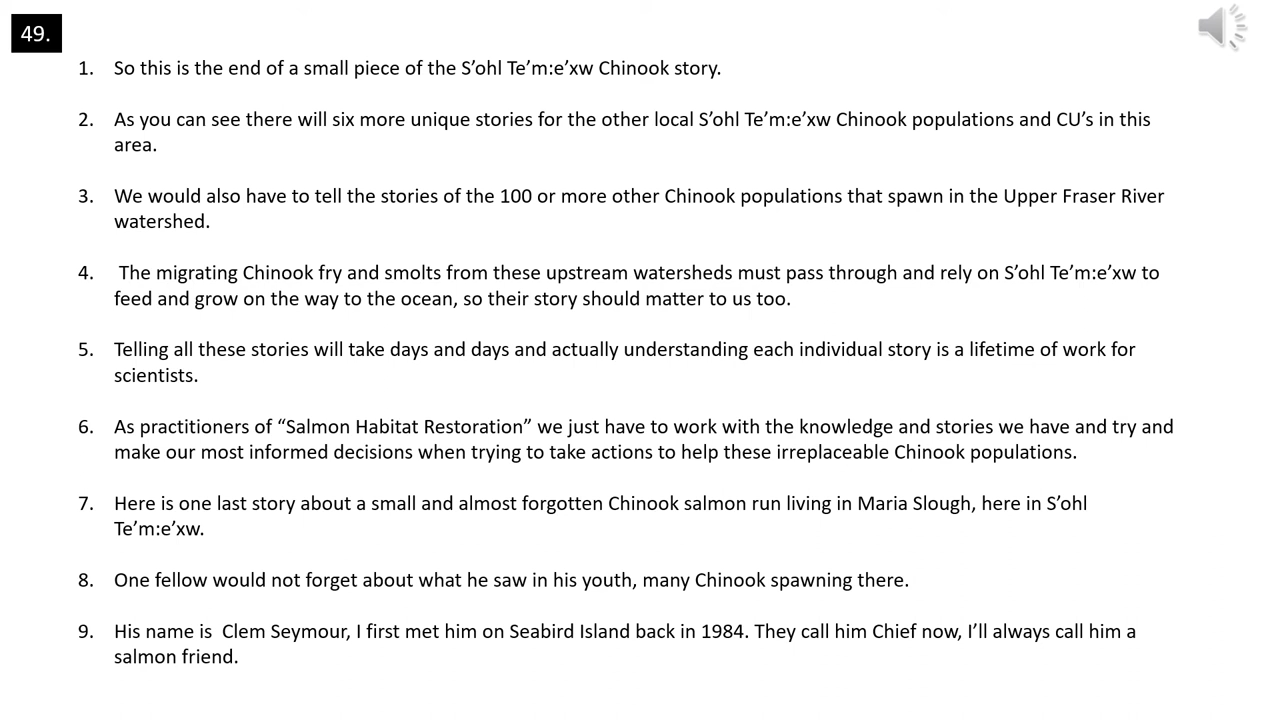 49.
1. So this is the end of a small piece of the S’ohl Te’m:e’xw Chinook story.
2. As you can see there will six more unique stories for the other local S’ohl Te’m:e’xw Chinook populations and CU’s in this
area.
3. We would also have to tell the stories of the 100 or more other Chinook populations that spawn in the Upper Fraser River
watershed.
4. The migrating Chinook fry and smolts from these upstream watersheds must pass through and rely on S’ohl Te’m:e’xw to
feed and grow on the way to the ocean, so their story should matter to us too.
5. Telling all these stories will take days and days and actually understanding each individual story is a lifetime of work for
scientists.
6. As practitioners of “Salmon Habitat Restoration” we just have to work with the knowledge and stories we have and try and
make our most informed decisions when trying to take actions to help these irreplaceable Chinook populations.
7. Here is one last story about a small and almost forgotten Chinook salmon run living in Maria Slough, here in S’ohl
Te’m:e’xw.
8. One fellow would not forget about what he saw in his youth, many Chinook spawning there.
9. His name is  Clem Seymour, I first met him on Seabird Island back in 1984. They call him Chief now, I’ll always call him a
salmon friend.